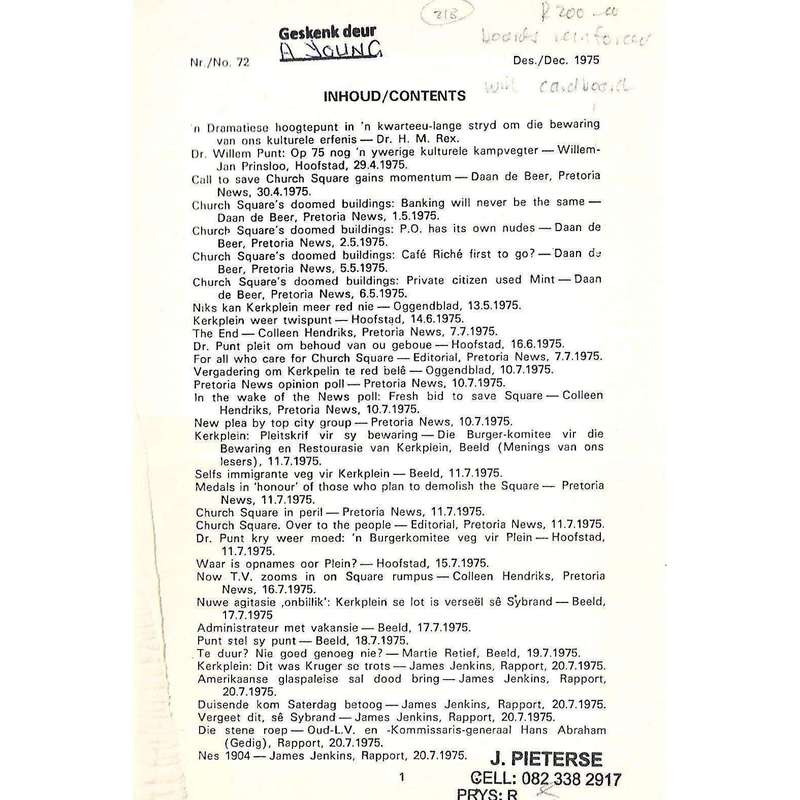 Geskenk deur
A YOUNG
218
R200.00
boards reinforced
with cardboard
Nr./No. 72
Des./Dec. 1975
INHOUD/CONTENTS
'n Dramatiese hoogtepunt in 'n kwarteeu-lange stryd om die bewaring
van ons kulturele erfenis — Dr. H. M. Rex.
Dr. Willem Punt: Op 75 nog 'n ywerige kulturele kampvegter — Willem-
Jan Prinsloo, Hoofstad, 29.4.1975.
Call to save Church Square gains momentum — Daan de Beer, Pretoria
News, 30.4.1975.
Church Square's doomed buildings: Banking will never be the same —
Daan de Beer, Pretoria News, 1.5.1975.
Church Square's doomed buildings: P.O. has its own nudes — Daan de
Beer, Pretoria News, 2.5.1975.
Church Square's doomed buildings: Café Riché first to go? — Daan de
Beer, Pretoria News, 5.5.1975.
Church Square's doomed buildings: Private citizen used Mint — Daan
de Beer, Pretoria News, 6.5.1975.
Niks kan Kerkplein meer red nie — Oggendblad, 13.5.1975.
Kerkplein weer twispunt — Hoofstad, 14.6.1975.
The End — Colleen Hendriks, Pretoria News, 7.7.1975.
Dr. Punt pleit om behoud van ou geboue — Hoofstad, 16.6.1975.
For all who care for Church Square — Editorial, Pretoria News, 7.7.1975.
Vergadering om Kerkpelin te red belê — Oggendblad, 10.7.1975.
Pretoria News opinion poll — Pretoria News, 10.7.1975.
In the wake of the News poll: Fresh bid to save Square — Colleen
Hendriks, Pretoria News, 10.7.1975.
New plea by top city group — Pretoria News, 10.7.1975.
Kerkplein: Pleitskrif vir sy bewaring — Die Burger-komitee vir die
Bewaring en Restourasie van Kerkplein, Beeld (Menings van ons
lesers), 11.7.1975.
Selfs immigrante veg vir Kerkplein — Beeld, 11.7.1975.
Medals in 'honour' of those who plan to demolish the Square — Pretoria
News, 11.7.1975.
Church Square in peril — Pretoria News, 11.7.1975.
Church Square. Over to the people — Editorial, Pretoria News, 11.7.1975.
Dr. Punt kry weer moed: 'n Burgerkomitee veg vir Plein — Hoofstad,
11.7.1975.
Waar is opnames oor Plein? — Hoofstad, 15.7.1975.
Now T.V. zooms in on Square rumpus — Colleen Hendriks, Pretoria
News, 16.7.1975.
Nuwe agitasie ‚onbillik': Kerkplein se lot is verseël sê Sybrand — Beeld,
17.7.1975
Administrateur met vakansie — Beeld, 17.7.1975.
Punt stel sy punt — Beeld, 18.7.1975.
Te duur? Nie goed genoeg nie? — Martie Retief, Beeld, 19.7.1975.
Kerkplein: Dit was Kruger se trots — James Jenkins, Rapport, 20.7.1975.
Amerikaanse glaspaleise sal dood bring — James Jenkins, Rapport,
20.7.1975.
Duisende kom Saterdag betoog — James Jenkins, Rapport, 20.7.1975.
Vergeet dit, sê Sybrand — James Jenkins, Rapport, 20.7.1975.
Die stene roep — Oud-L.V. en -Kommissaris-generaal Hans Abraham
(Gedig), Rapport, 20.7.1975.
Nes 1904 — James Jenkins, Rapport, 20.7.1975.
1
J. PIETERSE
CELL: 082 338 2917
PRYS: R